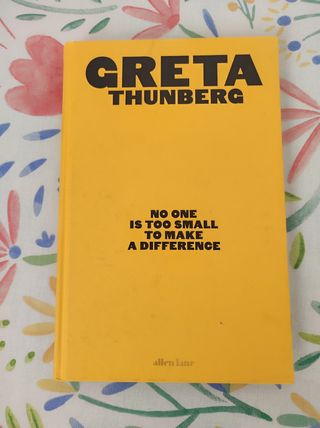 GRETA
THUNBERG
NO ONE
IS TOO SMALL
TO MAKE
A DIFFERENCE
allen lane